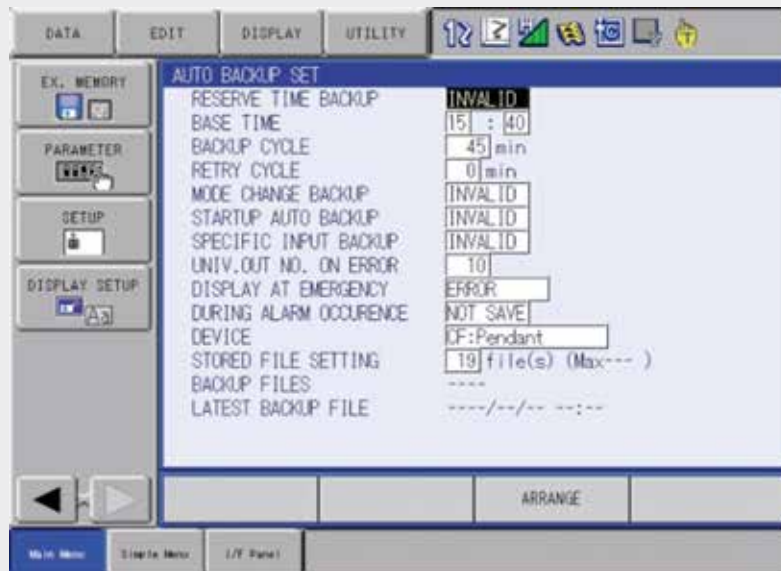 DATA EDIT DISPLAY UTILITY
EX. MEMORY
PARAMETER
SETUP
DISPLAY SETUP
AUTO BACKUP SET
RESERVE TIME BACKUP INVALID
BASE TIME 15 : 40
BACKUP CYCLE 45 min
RETRY CYCLE 0 min
MODE CHANGE BACKUP INVALID
STARTUP AUTO BACKUP INVALID
SPECIFIC INPUT BACKUP INVALID
UNIV.OUT NO. ON ERROR 10
DISPLAY AT EMERGENCY ERROR
DURING ALARM OCCURENCE NOT SAVE
DEVICE CF:Pendant
STORED FILE SETTING 19 file(s) (Max--- )
BACKUP FILES ----
LATEST BACKUP FILE ----/--/-- --:--
ARRANGE
Main Menu Simple Menu I/F Panel